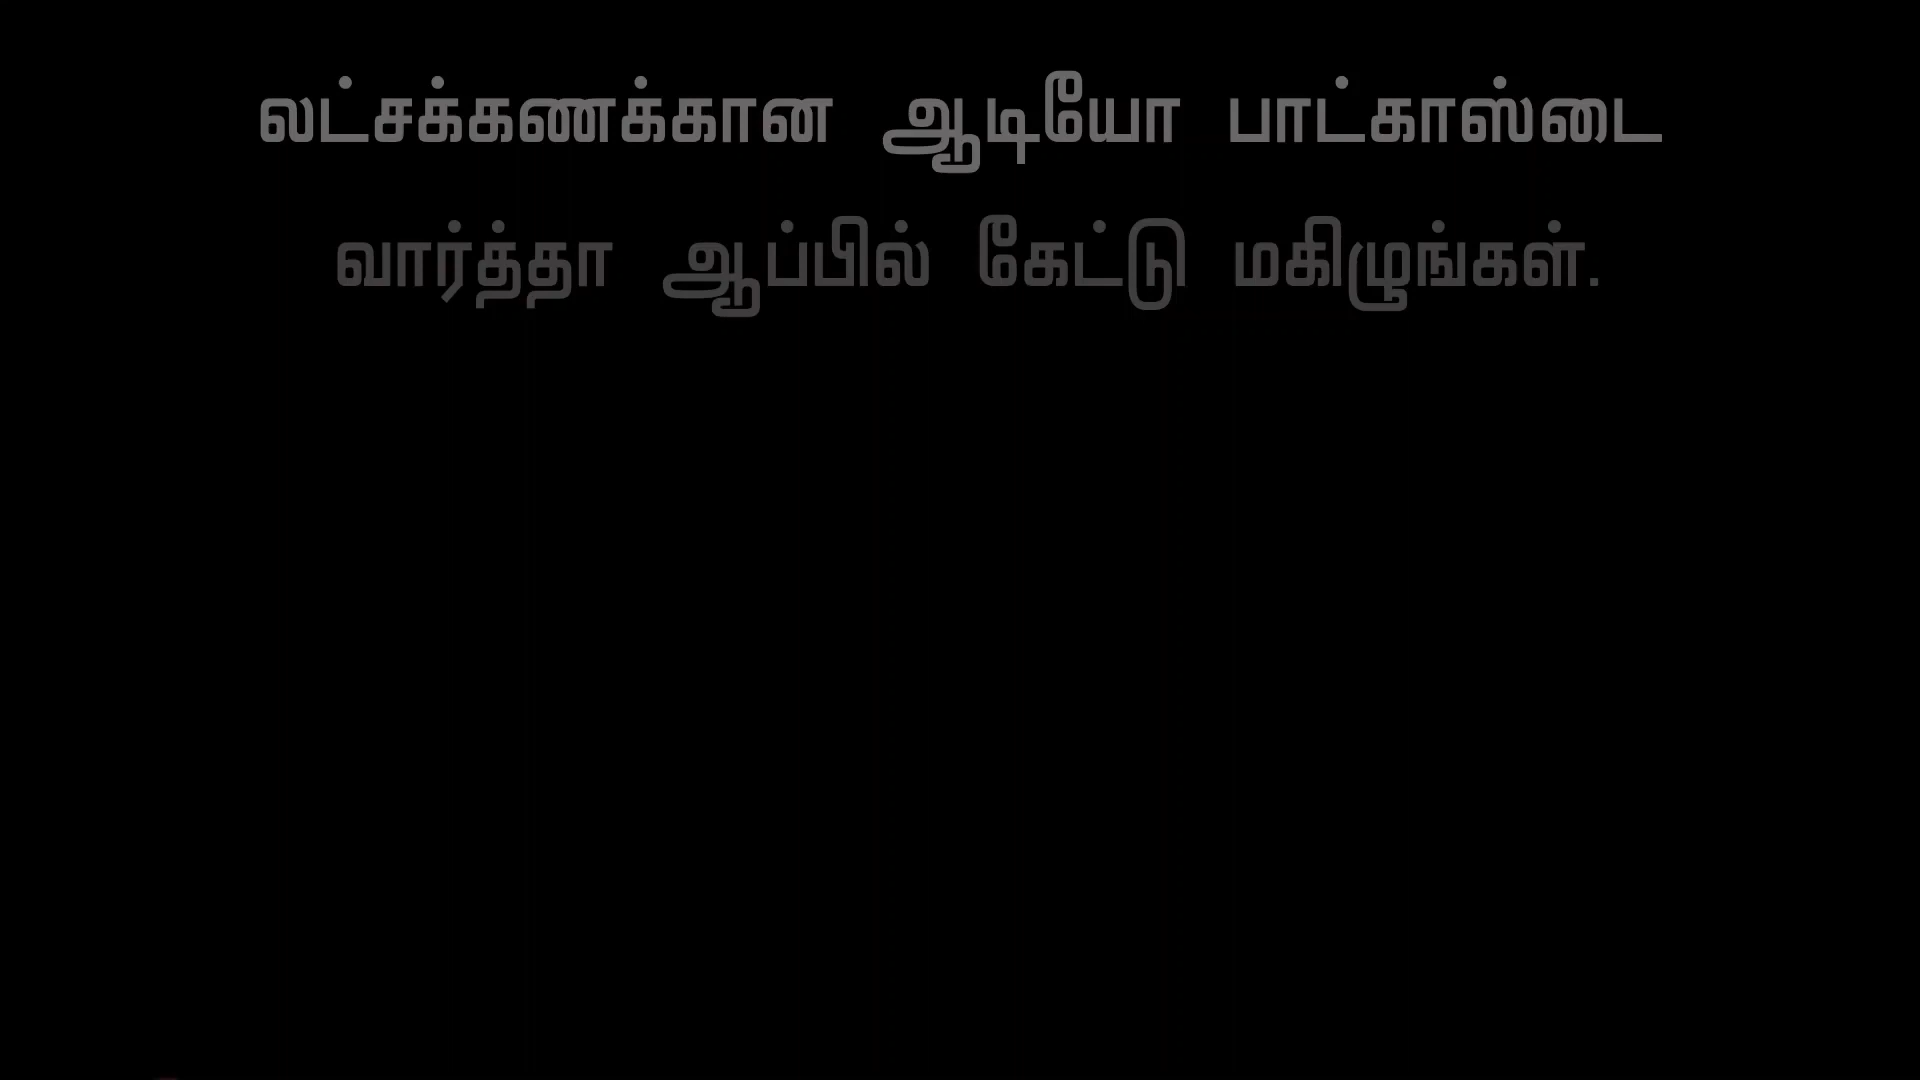 லட்சக்கணக்கான ஆடியோ பாட்காஸ்டை
வார்த்தா ஆப்பில் கேட்டு மகிழுங்கள்.